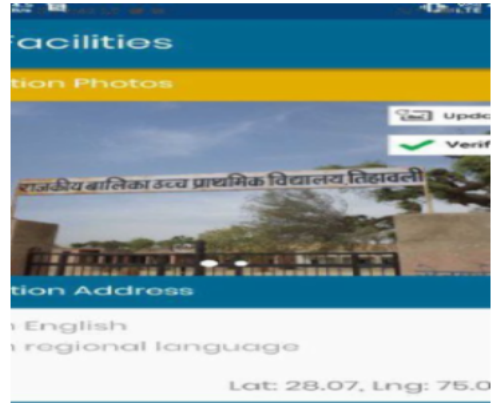 acilities
tion Photos
Upda
Verif
राजकीय बालिका उच्च प्राथमिक विद्यालय तिहावली
tion Address
English
regional language
Lat: 28.07, Lng: 75.0